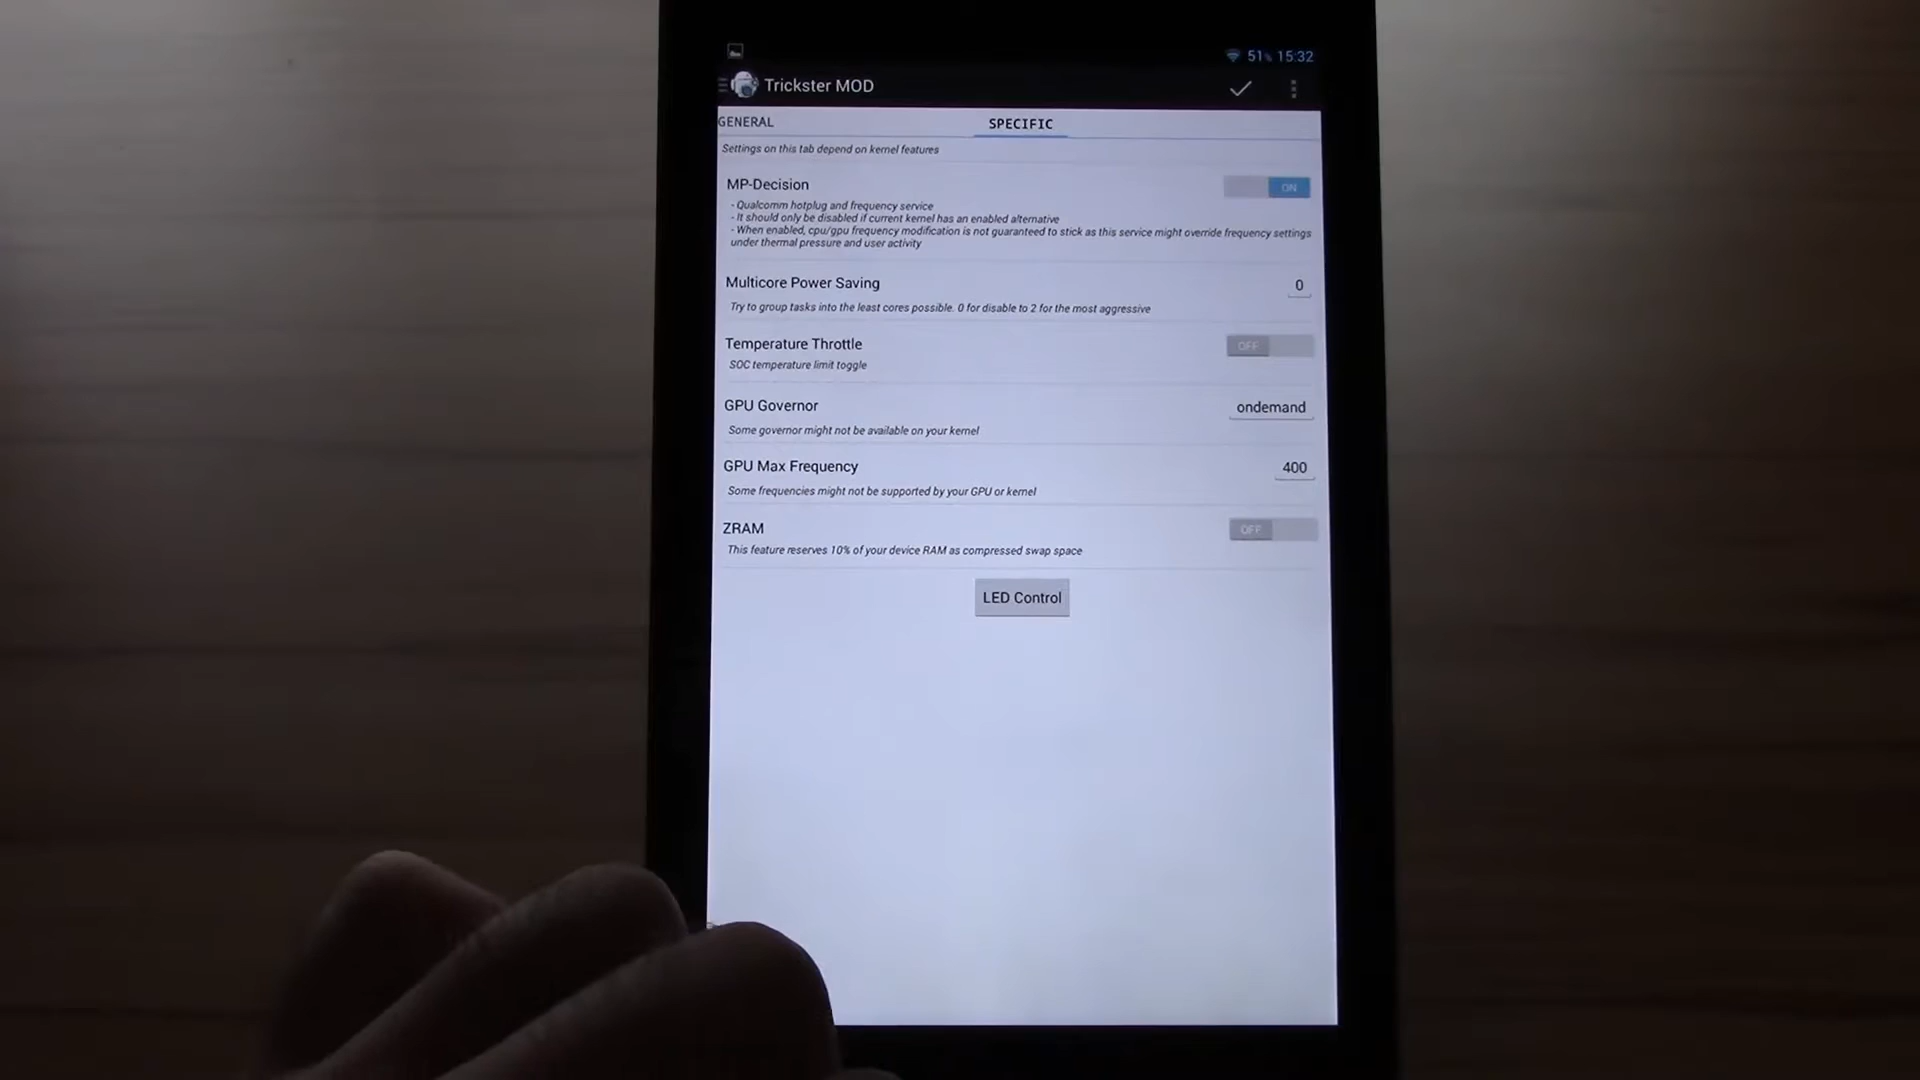 51% 15:32
Trickster MOD
GENERAL
SPECIFIC
Settings on this tab depend on kernel features
MP-Decision
ON
- Qualcomm hotplug and frequency service
- It should only be disabled if current kernel has an enabled alternative
- When enabled, cpu/gpu frequency modification is not guaranteed to stick as this service might override frequency settings
under thermal pressure and user activity
Multicore Power Saving
0
Try to group tasks into the least cores possible. 0 for disable to 2 for the most aggressive
Temperature Throttle
OFF
SOC temperature limit toggle
GPU Governor
ondemand
Some governor might not be available on your kernel
GPU Max Frequency
400
Some frequencies might not be supported by your GPU or kernel
ZRAM
OFF
This feature reserves 10% of your device RAM as compressed swap space
LED Control